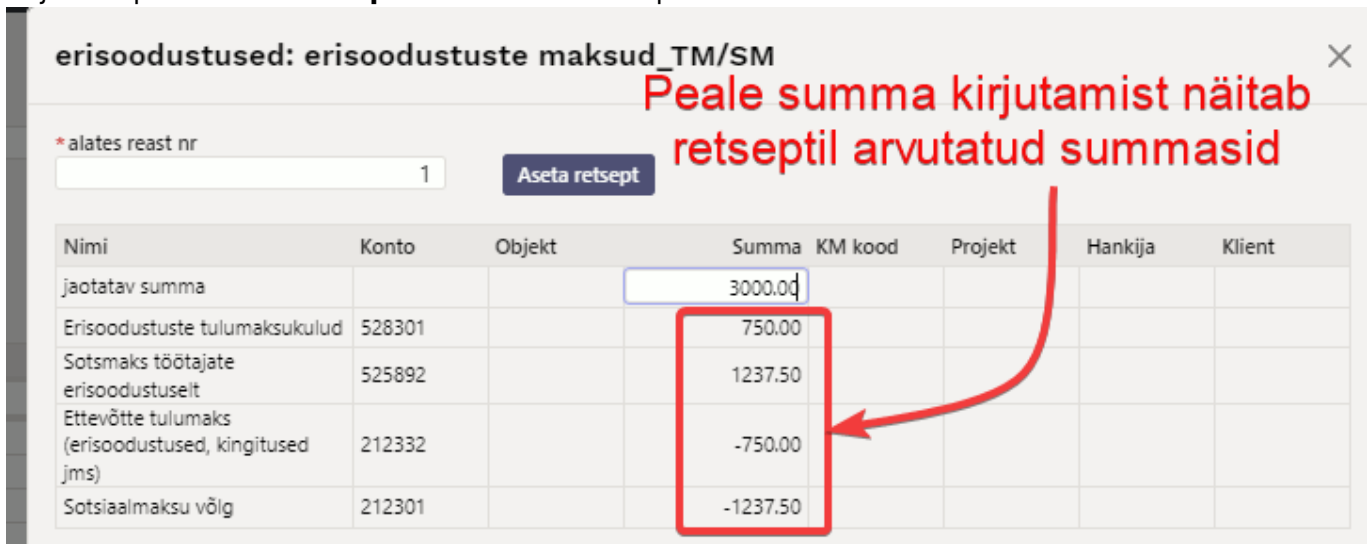 erisoodustused: erisoodustuste maksud_TM/SM
Peale summa kirjutamist näitab
retseptil arvutatud summasid
*alates reast nr
1 Aseta retsept
Nimi Konto Objekt Summa KM kood Projekt Hankija Klient
jaotatav summa 3000.00
Erisoodustuste tulumaksukulud 528301 750.00
Sotsmaks töötajate
erisoodustuselt 525892 1237.50
Ettevõtte tulumaks
(erisoodustused, kingitused 212332 -750.00
jms)
Sotsiaalmaksu võlg 212301 -1237.50